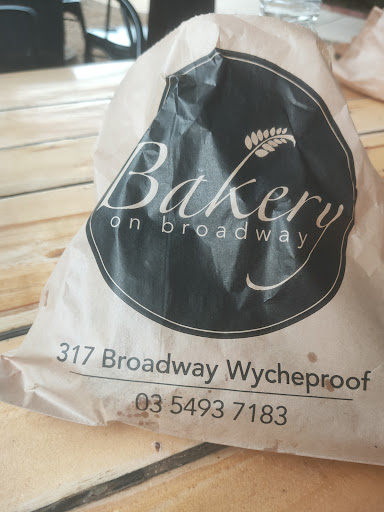 Bakery
on broadway
317 Broadway Wycheproof
03 5493 7183